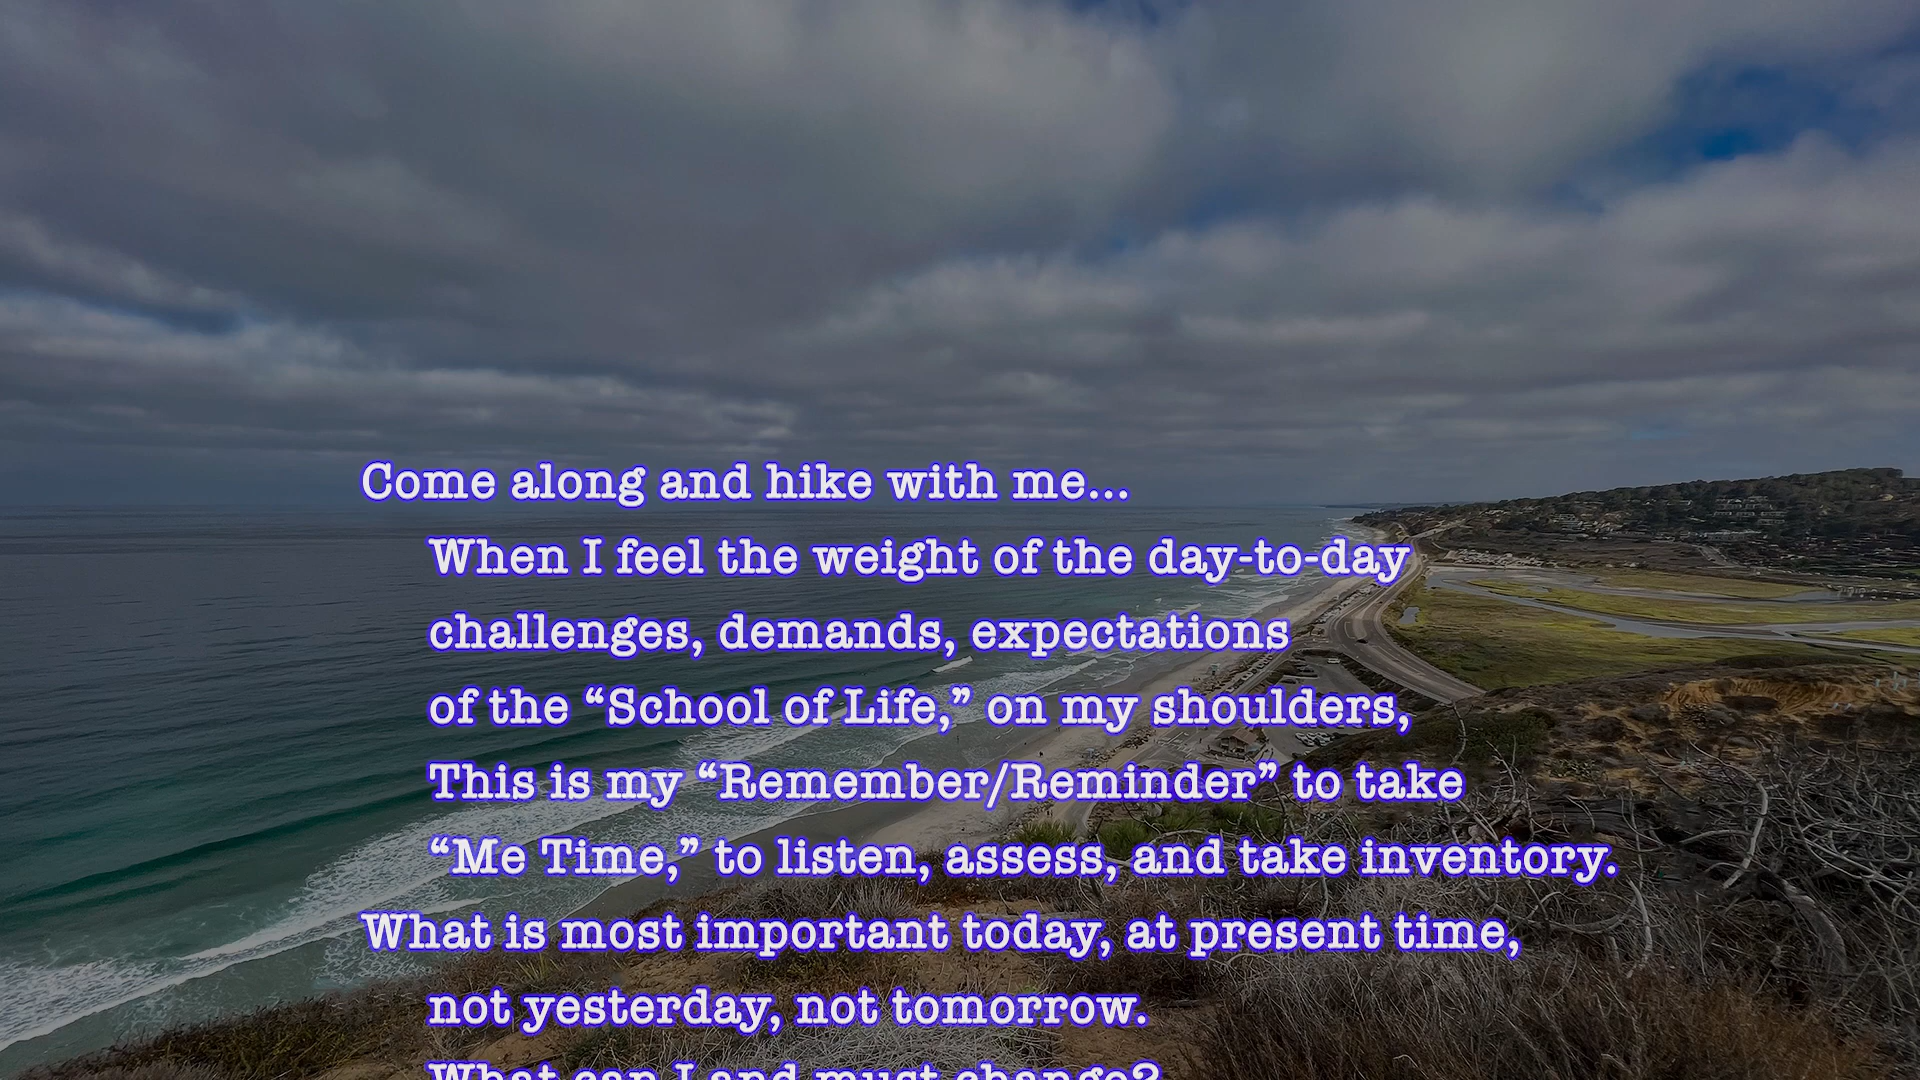 Come along and hike with me...
When I feel the weight of the day-to-day
challenges, demands, expectations
of the “School of Life,” on my shoulders,
This is my “Remember/Reminder” to take
“Me Time,” to listen, assess, and take inventory.
What is most important today, at present time,
not yesterday, not tomorrow.
What can I and must change?